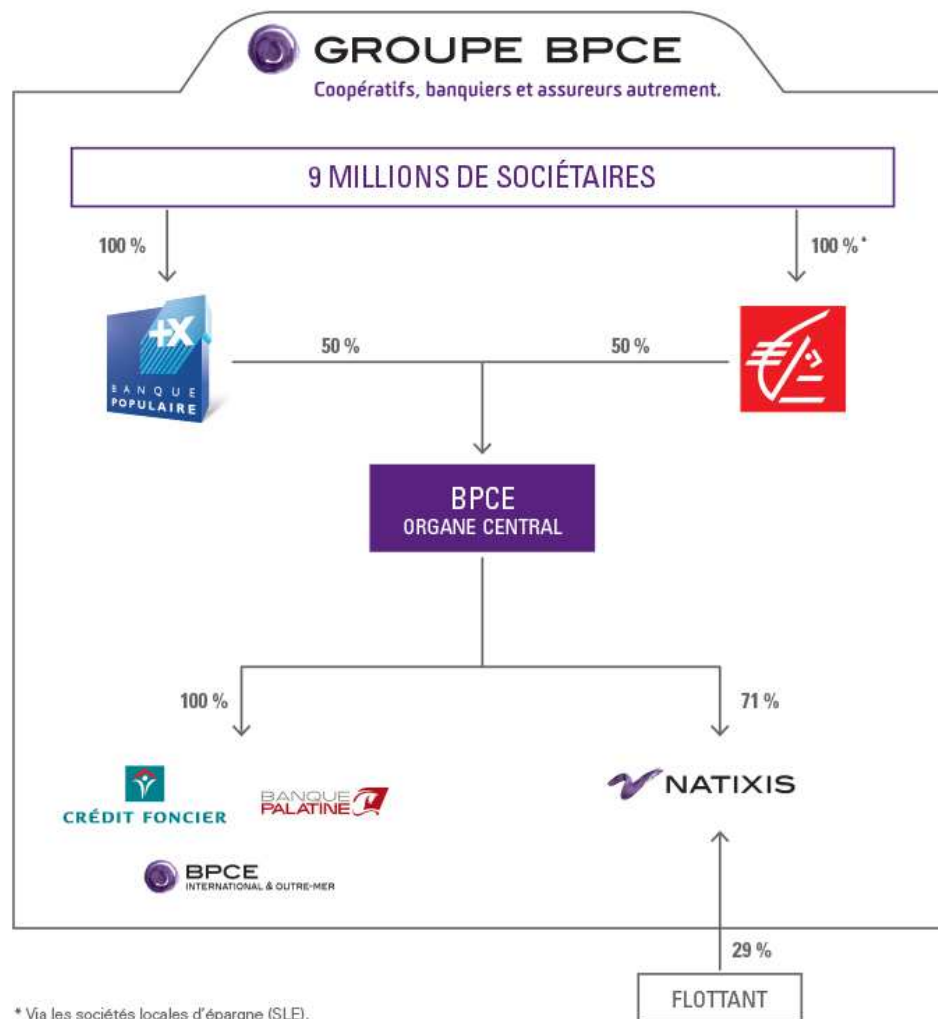 GROUPE BPCE
Coopératifs, banquiers et assureurs autrement.
9 MILLIONS DE SOCIÉTAIRES
100 %
100 % *
+X
BANQUE
POPULAIRE
50 %
50 %
BPCE
ORGANE CENTRAL
100 %
71 %
CRÉDIT FONCIER
BANQUE
PALATINE
NATIXIS
BPCE
INTERNATIONAL & OUTRE-MER
29 %
FLOTTANT
* Via les sociétés locales d'épargne (SLE).